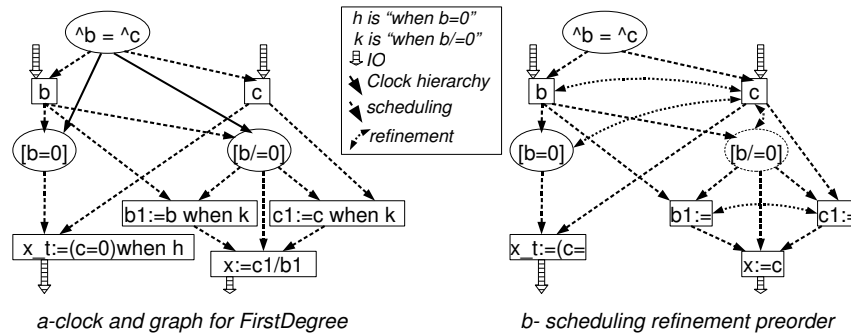 ^b = ^c
b
c
[b=0]
[b/=0]
b1:=b when k
c1:=c when k
x_t:=(c=0)when h
x:=c1/b1
a-clock and graph for FirstDegree
h is “when b=0”
k is “when b/=0”
IO
Clock hierarchy
scheduling
refinement
^b = ^c
b
c
[b=0]
[b/=0]
b1:=
c1:=
x_t:=(c=
x:=c
b- scheduling refinement preorder